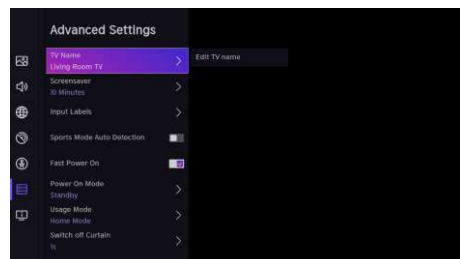 Advanced Settings
TV Name
Living Room TV
Edit TV name
Screensaver
10 Minutes
Input Labels
Sports Mode Auto Detection
Fast Power On
Power On Mode
Standby
Usage Mode
Home Mode
Switch off Curtain
1s